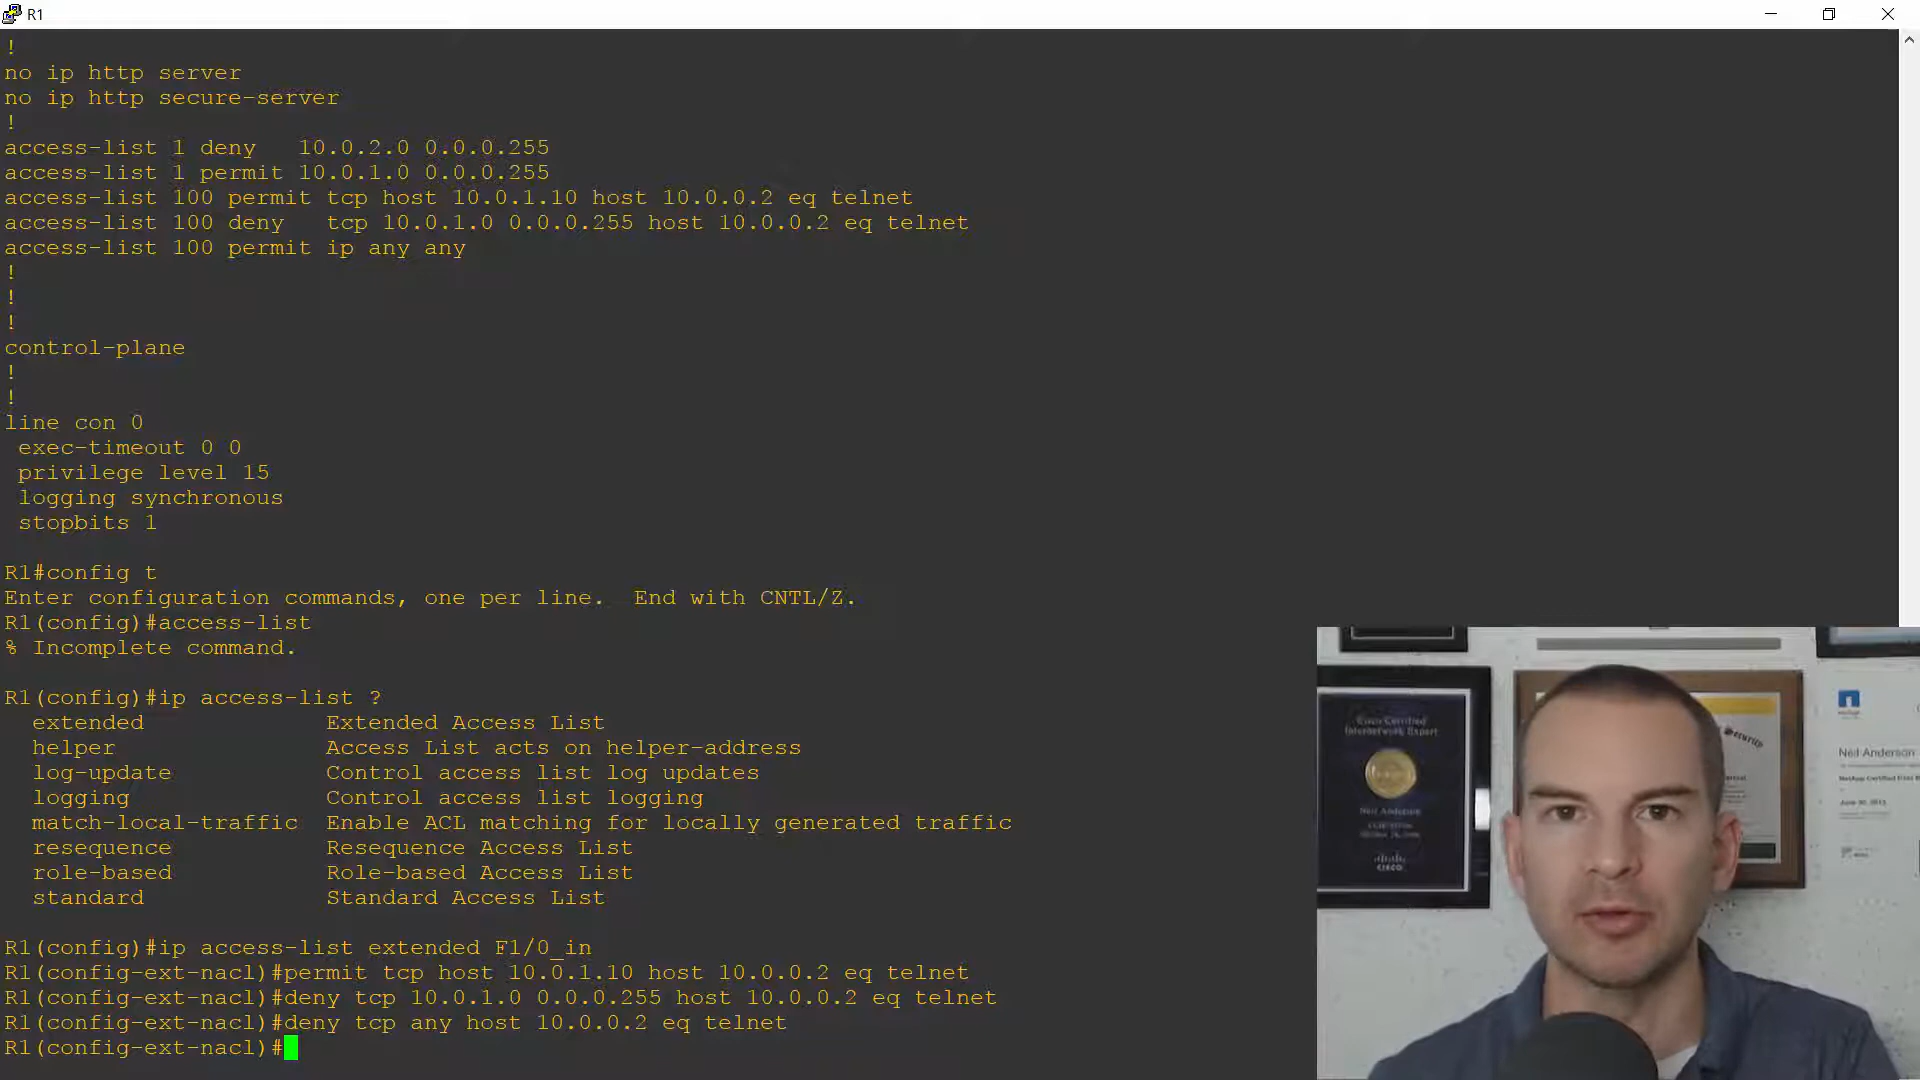 R1
!
no ip http server
no ip http secure-server
!
access-list 1 deny   10.0.2.0 0.0.0.255
access-list 1 permit 10.0.1.0 0.0.0.255
access-list 100 permit tcp host 10.0.1.10 host 10.0.0.2 eq telnet
access-list 100 deny   tcp 10.0.1.0 0.0.0.255 host 10.0.0.2 eq telnet
access-list 100 permit ip any any
!
!
!
control-plane
!
!
line con 0
 exec-timeout 0 0
 privilege level 15
 logging synchronous
 stopbits 1
R1#config t
Enter configuration commands, one per line.  End with CNTL/Z.
R1(config)#access-list
% Incomplete command.
R1(config)#ip access-list ?
  extended             Extended Access List
  helper               Access List acts on helper-address
  log-update           Control access list log updates
  logging              Control access list logging
  match-local-traffic  Enable ACL matching for locally generated traffic
  resequence           Resequence Access List
  role-based           Role-based Access List
  standard             Standard Access List
R1(config)#ip access-list extended F1/0_in
R1(config-ext-nacl)#permit tcp host 10.0.1.10 host 10.0.0.2 eq telnet
R1(config-ext-nacl)#deny tcp 10.0.1.0 0.0.0.255 host 10.0.0.2 eq telnet
R1(config-ext-nacl)#deny tcp any host 10.0.0.2 eq telnet
R1(config-ext-nacl)#
Cisco Certified
Internetwork Expert
Neil Anderson
CISCO
Security
Neil Anderson